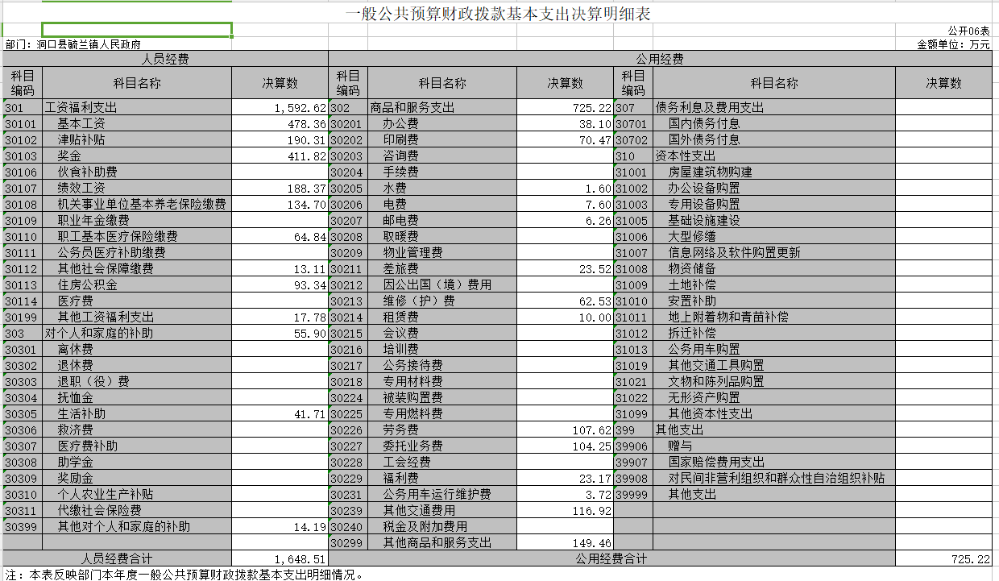 一般公共预算财政拨款基本支出决算明细表
公开06表
部门：洞口县毓兰镇人民政府 金额单位：万元
人员经费 公用经费
科目编码 科目名称 决算数 科目编码 科目名称 决算数 科目编码 科目名称 决算数
301 工资福利支出 1,592.62 302 商品和服务支出 725.22 307 债务利息及费用支出
30101 基本工资 478.36 30201 办公费 38.10 30701 国内债务付息
30102 津贴补贴 190.31 30202 印刷费 70.47 30702 国外债务付息
30103 奖金 411.82 30203 咨询费 310 资本性支出
30106 伙食补助费 30204 手续费 31001 房屋建筑物购建
30107 绩效工资 188.37 30205 水费 1.60 31002 办公设备购置
30108 机关事业单位基本养老保险缴费 134.70 30206 电费 7.60 31003 专用设备购置
30109 职业年金缴费 30207 邮电费 6.26 31005 基础设施建设
30110 职工基本医疗保险缴费 64.84 30208 取暖费 31006 大型修缮
30111 公务员医疗补助缴费 30209 物业管理费 31007 信息网络及软件购置更新
30112 其他社会保障缴费 13.11 30211 差旅费 23.52 31008 物资储备
30113 住房公积金 93.34 30212 因公出国（境）费用 31009 土地补偿
30114 医疗费 30213 维修（护）费 62.53 31010 安置补助
30199 其他工资福利支出 17.78 30214 租赁费 10.00 31011 地上附着物和青苗补偿
303 对个人和家庭的补助 55.90 30215 会议费 31012 拆迁补偿
30301 离休费 30216 培训费 31013 公务用车购置
30302 退休费 30217 公务接待费 31019 其他交通工具购置
30303 退职（役）费 30218 专用材料费 31021 文物和陈列品购置
30304 抚恤金 30224 被装购置费 31022 无形资产购置
30305 生活补助 41.71 30225 专用燃料费 31099 其他资本性支出
30306 救济费 30226 劳务费 107.62 399 其他支出
30307 医疗费补助 30227 委托业务费 104.25 39906 赠与
30308 助学金 30228 工会经费 39907 国家赔偿费用支出
30309 奖励金 30229 福利费 23.17 39908 对民间非营利组织和群众性自治组织补贴
30310 个人农业生产补贴 30231 公务用车运行维护费 3.72 39999 其他支出
30311 代缴社会保险费 30239 其他交通费用 116.92
30399 其他对个人和家庭的补助 14.19 30240 税金及附加费用
30299 其他商品和服务支出 149.46
人员经费合计 1,648.51 公用经费合计 725.22
注：本表反映部门本年度一般公共预算财政拨款基本支出明细情况。